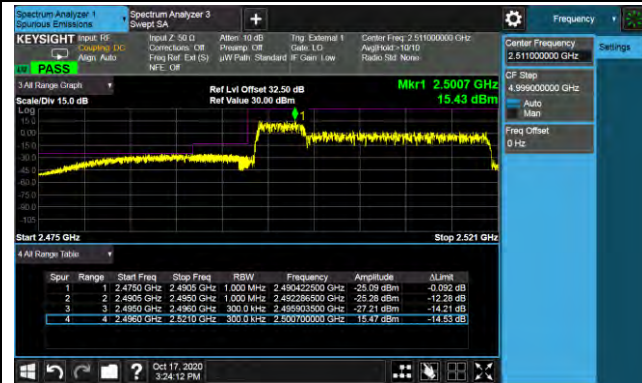 Spectrum Analyzer 1
Spurious Emissions
Spectrum Analyzer 3
Swept SA
Frequency
KEYSIGHT
Input: RF
Coupling: DC
Align: Auto
Input Z: 50 Ω
Corrections: Off
Freq Ref: Ext (S)
NFE: Off
Atten: 10 dB
Preamp: Off
µW Path: Standard
Trig: External 1
Gate: LO
IF Gain: Low
Center Freq: 2.511000000 GHz
Avg|Hold:>10/10
Radio Std: None
PASS
3 All Range Graph
Scale/Div 15.0 dB
Ref Lvl Offset 32.50 dB
Ref Value 30.00 dBm
Mkr1 2.5007 GHz
15.43 dBm
Log
15.0
0.00
-15.0
-30.0
-45.0
-60.0
-75.0
-90.0
-105
1
Start 2.475 GHz
Stop 2.521 GHz
4 All Range Table
Spur Range Start Freq Stop Freq RBW Frequency Amplitude ΔLimit
1 1 2.4750 GHz 2.4905 GHz 1.000 MHz 2.490422500 GHz -25.09 dBm -0.092 dB
2 2 2.4905 GHz 2.4950 GHz 1.000 MHz 2.492286500 GHz -25.28 dBm -12.28 dB
3 3 2.4950 GHz 2.4960 GHz 300.0 kHz 2.495903500 GHz -27.21 dBm -14.21 dB
4 4 2.4960 GHz 2.5210 GHz 300.0 kHz 2.500700000 GHz 15.47 dBm -14.53 dB
Oct 17, 2020
3:24:12 PM
Center Frequency
2.511000000 GHz
Settings
CF Step
4.999000000 GHz
Auto
Man
Freq Offset
0 Hz